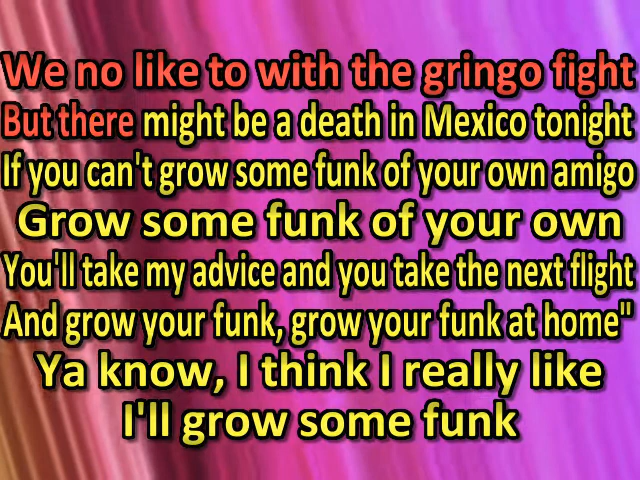 We no like to with the gringo fight
But there might be a death in Mexico tonight
If you can't grow some funk of your own amigo
Grow some funk of your own
You'll take my advice and you take the next flight
And grow your funk, grow your funk at home"
Ya know, I think I really like
I'll grow some funk